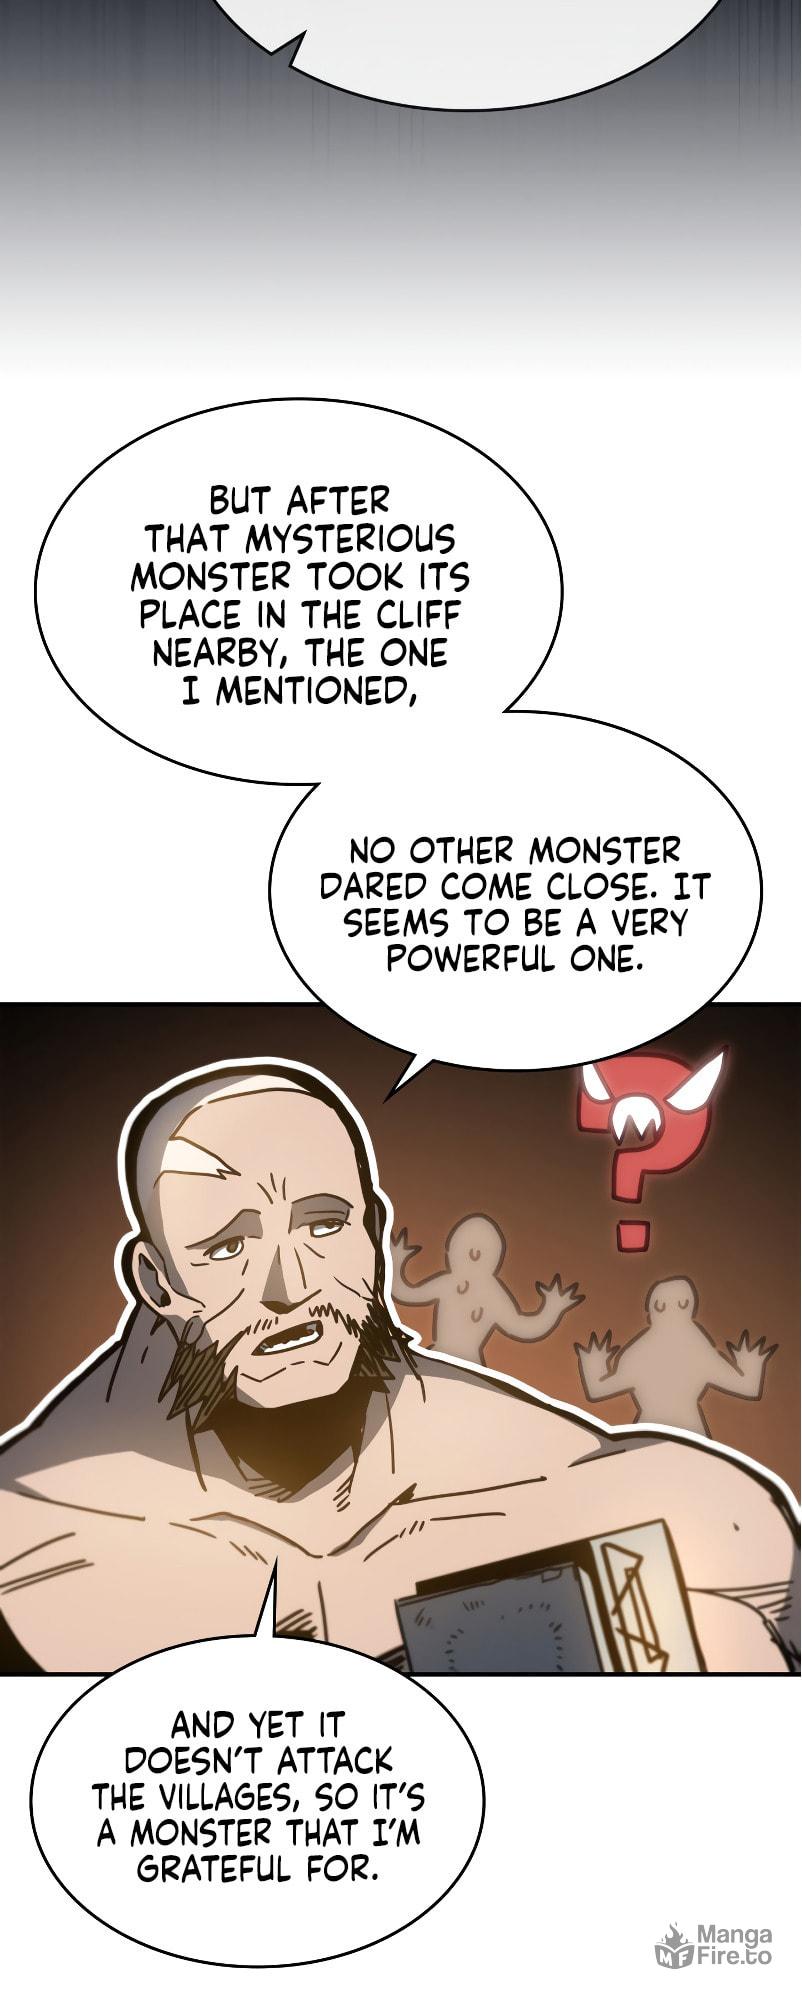 BUT AFTER
THAT MYSTERIOUS
MONSTER TOOK ITS
PLACE IN THE CLIFF
NEARBY, THE ONE
I MENTIONED,
NO OTHER MONSTER
DARED COME CLOSE. IT
SEEMS TO BE A VERY
POWERFUL ONE.
?
AND YET IT
DOESN'T ATTACK
THE VILLAGES, SO IT'S
A MONSTER THAT I'M
GRATEFUL FOR.
Manga
MF Fire.to